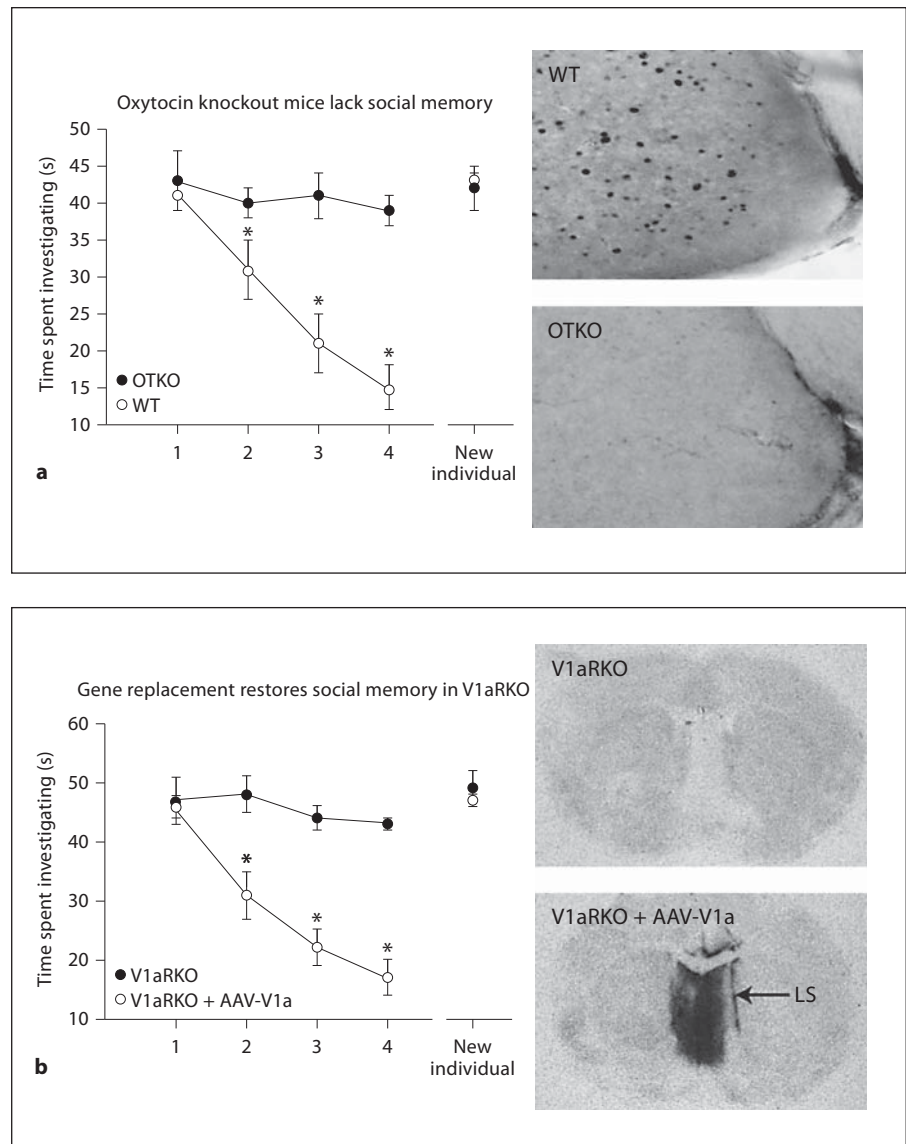 Oxytocin knockout mice lack social memory
Time spent investigating (s)
50
45
40
35
30
25
20
15
10
*
*
*
OTKO
WT
1 2 3 4 New
individual
a
WT
OTKO
Gene replacement restores social memory in V1aRKO
Time spent investigating (s)
60
50
40
30
20
10
*
*
*
V1aRKO
V1aRKO + AAV-V1a
1 2 3 4 New
individual
b
V1aRKO
V1aRKO + AAV-V1a
LS